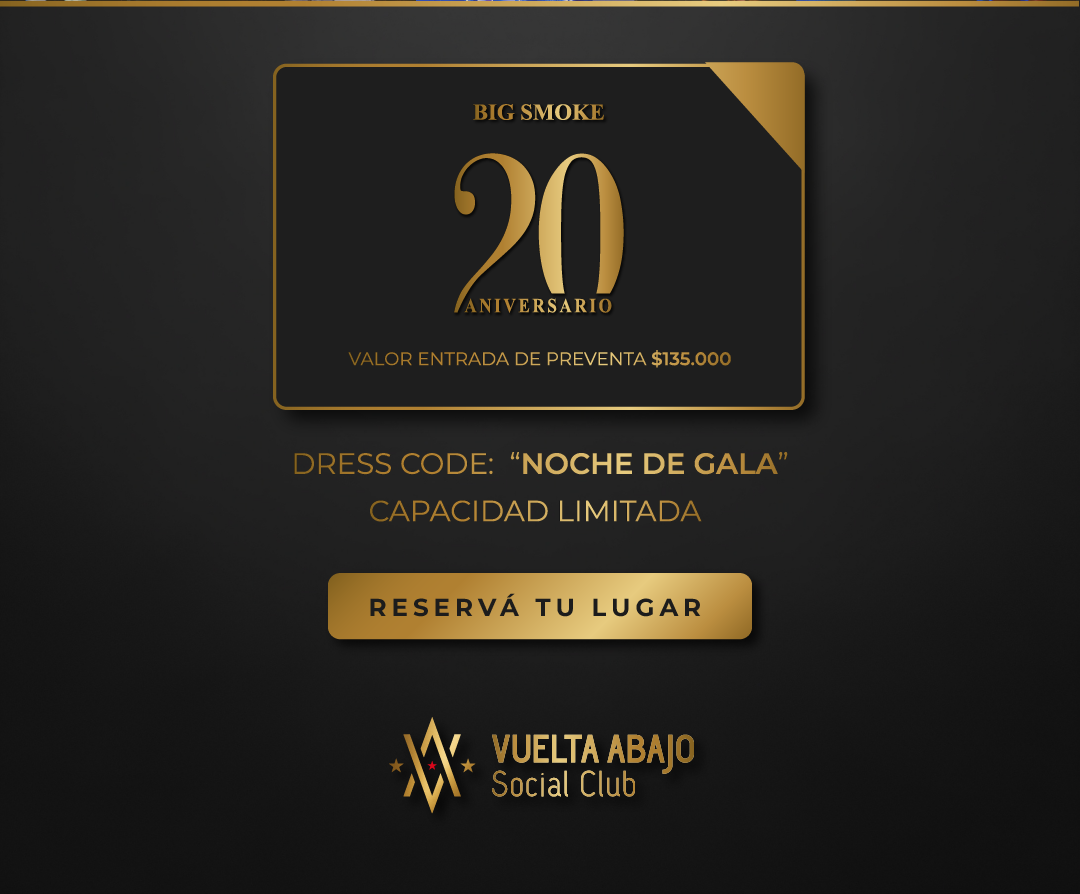 BIG SMOKE
20
ANIVERSARIO
VALOR ENTRADA DE PREVENTA $135.000
DRESS CODE: “NOCHE DE GALA”
CAPACIDAD LIMITADA
RESERVÁ TU LUGAR
VUELTA ABAJO
Social Club